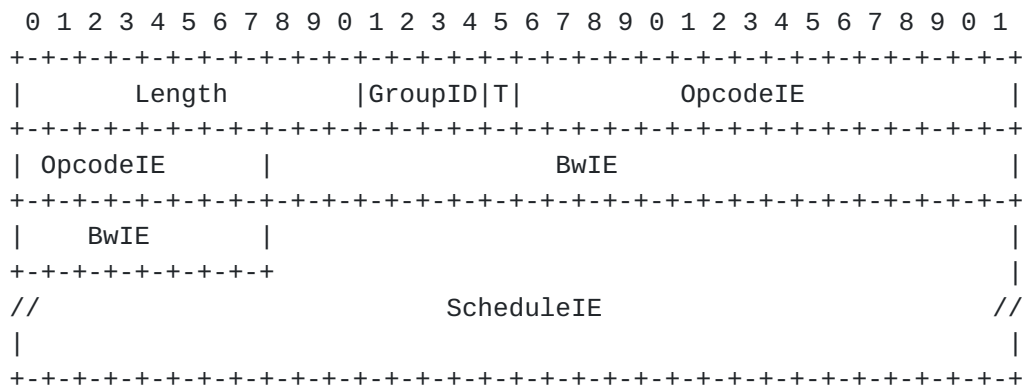 0 1 2 3 4 5 6 7 8 9 0 1 2 3 4 5 6 7 8 9 0 1 2 3 4 5 6 7 8 9 0 1
+-+-+-+-+-+-+-+-+-+-+-+-+-+-+-+-+-+-+-+-+-+-+-+-+-+-+-+-+-+-+-+-+
|       Length        |GroupID|T|          OpcodeIE             |
+-+-+-+-+-+-+-+-+-+-+-+-+-+-+-+-+-+-+-+-+-+-+-+-+-+-+-+-+-+-+-+-+
| OpcodeIE      |                  BwIE                         |
+-+-+-+-+-+-+-+-+-+-+-+-+-+-+-+-+-+-+-+-+-+-+-+-+-+-+-+-+-+-+-+-+
|    BwIE       |                                               |
+-+-+-+-+-+-+-+-+                                               |
//                          ScheduleIE                         //
|                                                               |
+-+-+-+-+-+-+-+-+-+-+-+-+-+-+-+-+-+-+-+-+-+-+-+-+-+-+-+-+-+-+-+-+